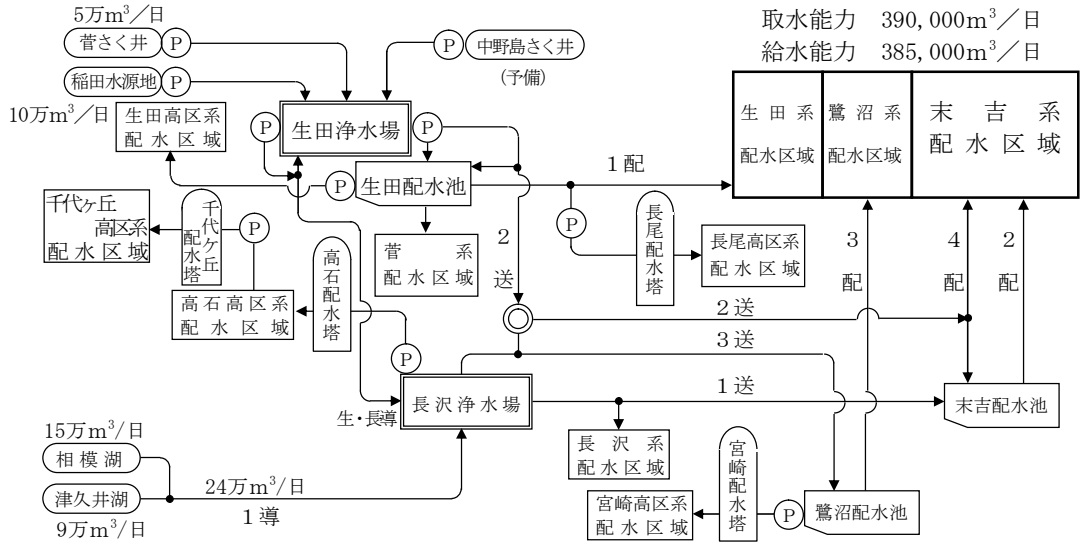 5万m³／日
菅さく井
P
P
中野島さく井
(予備)
取水能力 390,000m³／日
給水能力 385,000m³／日
稲田水源地
P
10万m³／日
生田高区系
配水区域
P
生田浄水場
P
生田系
配水区域
鷺沼系
配水区域
末吉系
配水区域
P
生田配水池
1配
千代ヶ丘
高区系
配水区域
千代ヶ丘配水塔
P
菅系
配水区域
2送
P
長尾配水塔
長尾高区系
配水区域
3配
4配
2配
高石高区系
配水区域
高石配水塔
P
2送
3送
生・長導
長沢浄水場
1送
末吉配水池
15万m³/日
相模湖
津久井湖
9万m³/日
24万m³/日
1導
長沢系
配水区域
宮崎高区系
配水区域
宮崎配水塔
P
鷺沼配水池